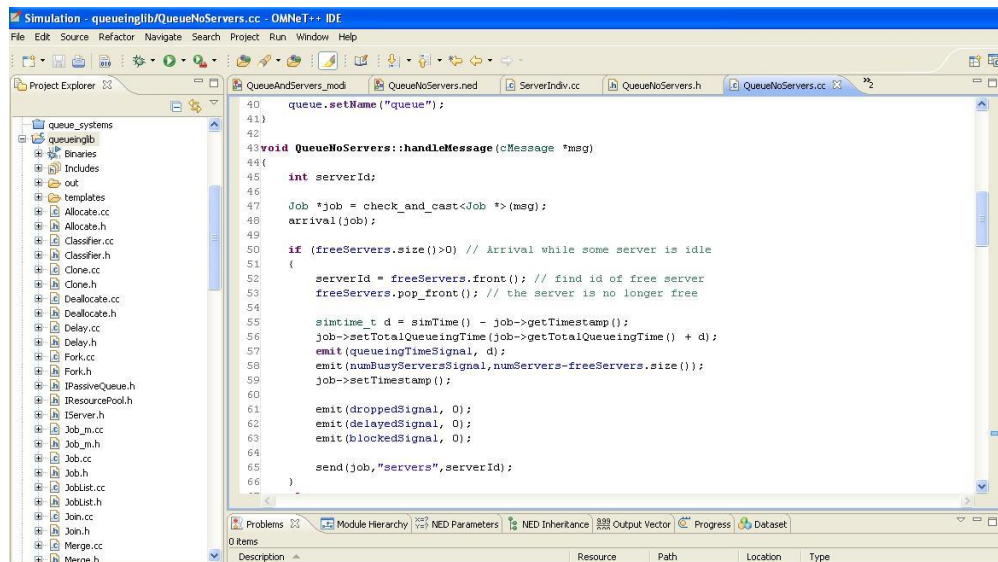 Simulation - queueinglib/QueueNoServers.cc - OMNeT++ IDE
File Edit Source Refactor Navigate Search Project Run Window Help
Project Explorer
queue_systems
queueinglib
Binaries
Includes
out
templates
Allocate.cc
Allocate.h
Classifier.cc
Classifier.h
Clone.cc
Clone.h
Deallocate.cc
Deallocate.h
Delay.cc
Delay.h
Fork.cc
Fork.h
IPassiveQueue.h
IResourcePool.h
IServer.h
Job_m.cc
Job_m.h
Job.cc
Job.h
JobList.cc
JobList.h
Join.cc
Join.h
Merge.cc
Merge.h
QueueAndServers_modi QueueNoServers.ned ServerIndiv.cc QueueNoServers.h QueueNoServers.cc 2
40 queue.setName("queue");
41 }
42
43 void QueueNoServers::handleMessage(cMessage *msg)
44 {
45 int serverId;
46
47 Job *job = check_and_cast<Job *>(msg);
48 arrival(job);
49
50 if (freeServers.size()>0) // Arrival while some server is idle
51 {
52 serverId = freeServers.front(); // find id of free server
53 freeServers.pop_front(); // the server is no longer free
54
55 simtime_t d = simTime() - job->getTimestamp();
56 job->setTotalQueueingTime(job->getTotalQueueingTime() + d);
57 emit(queueingTimeSignal, d);
58 emit(numBusyServersSignal,numServers-freeServers.size());
59 job->setTimestamp();
60
61 emit(droppedSignal, 0);
62 emit(delayedSignal, 0);
63 emit(blockedSignal, 0);
64
65 send(job,"servers",serverId);
66 }
Problems Module Hierarchy NED Parameters NED Inheritance Output Vector Progress Dataset
0 items
Description Resource Path Location Type